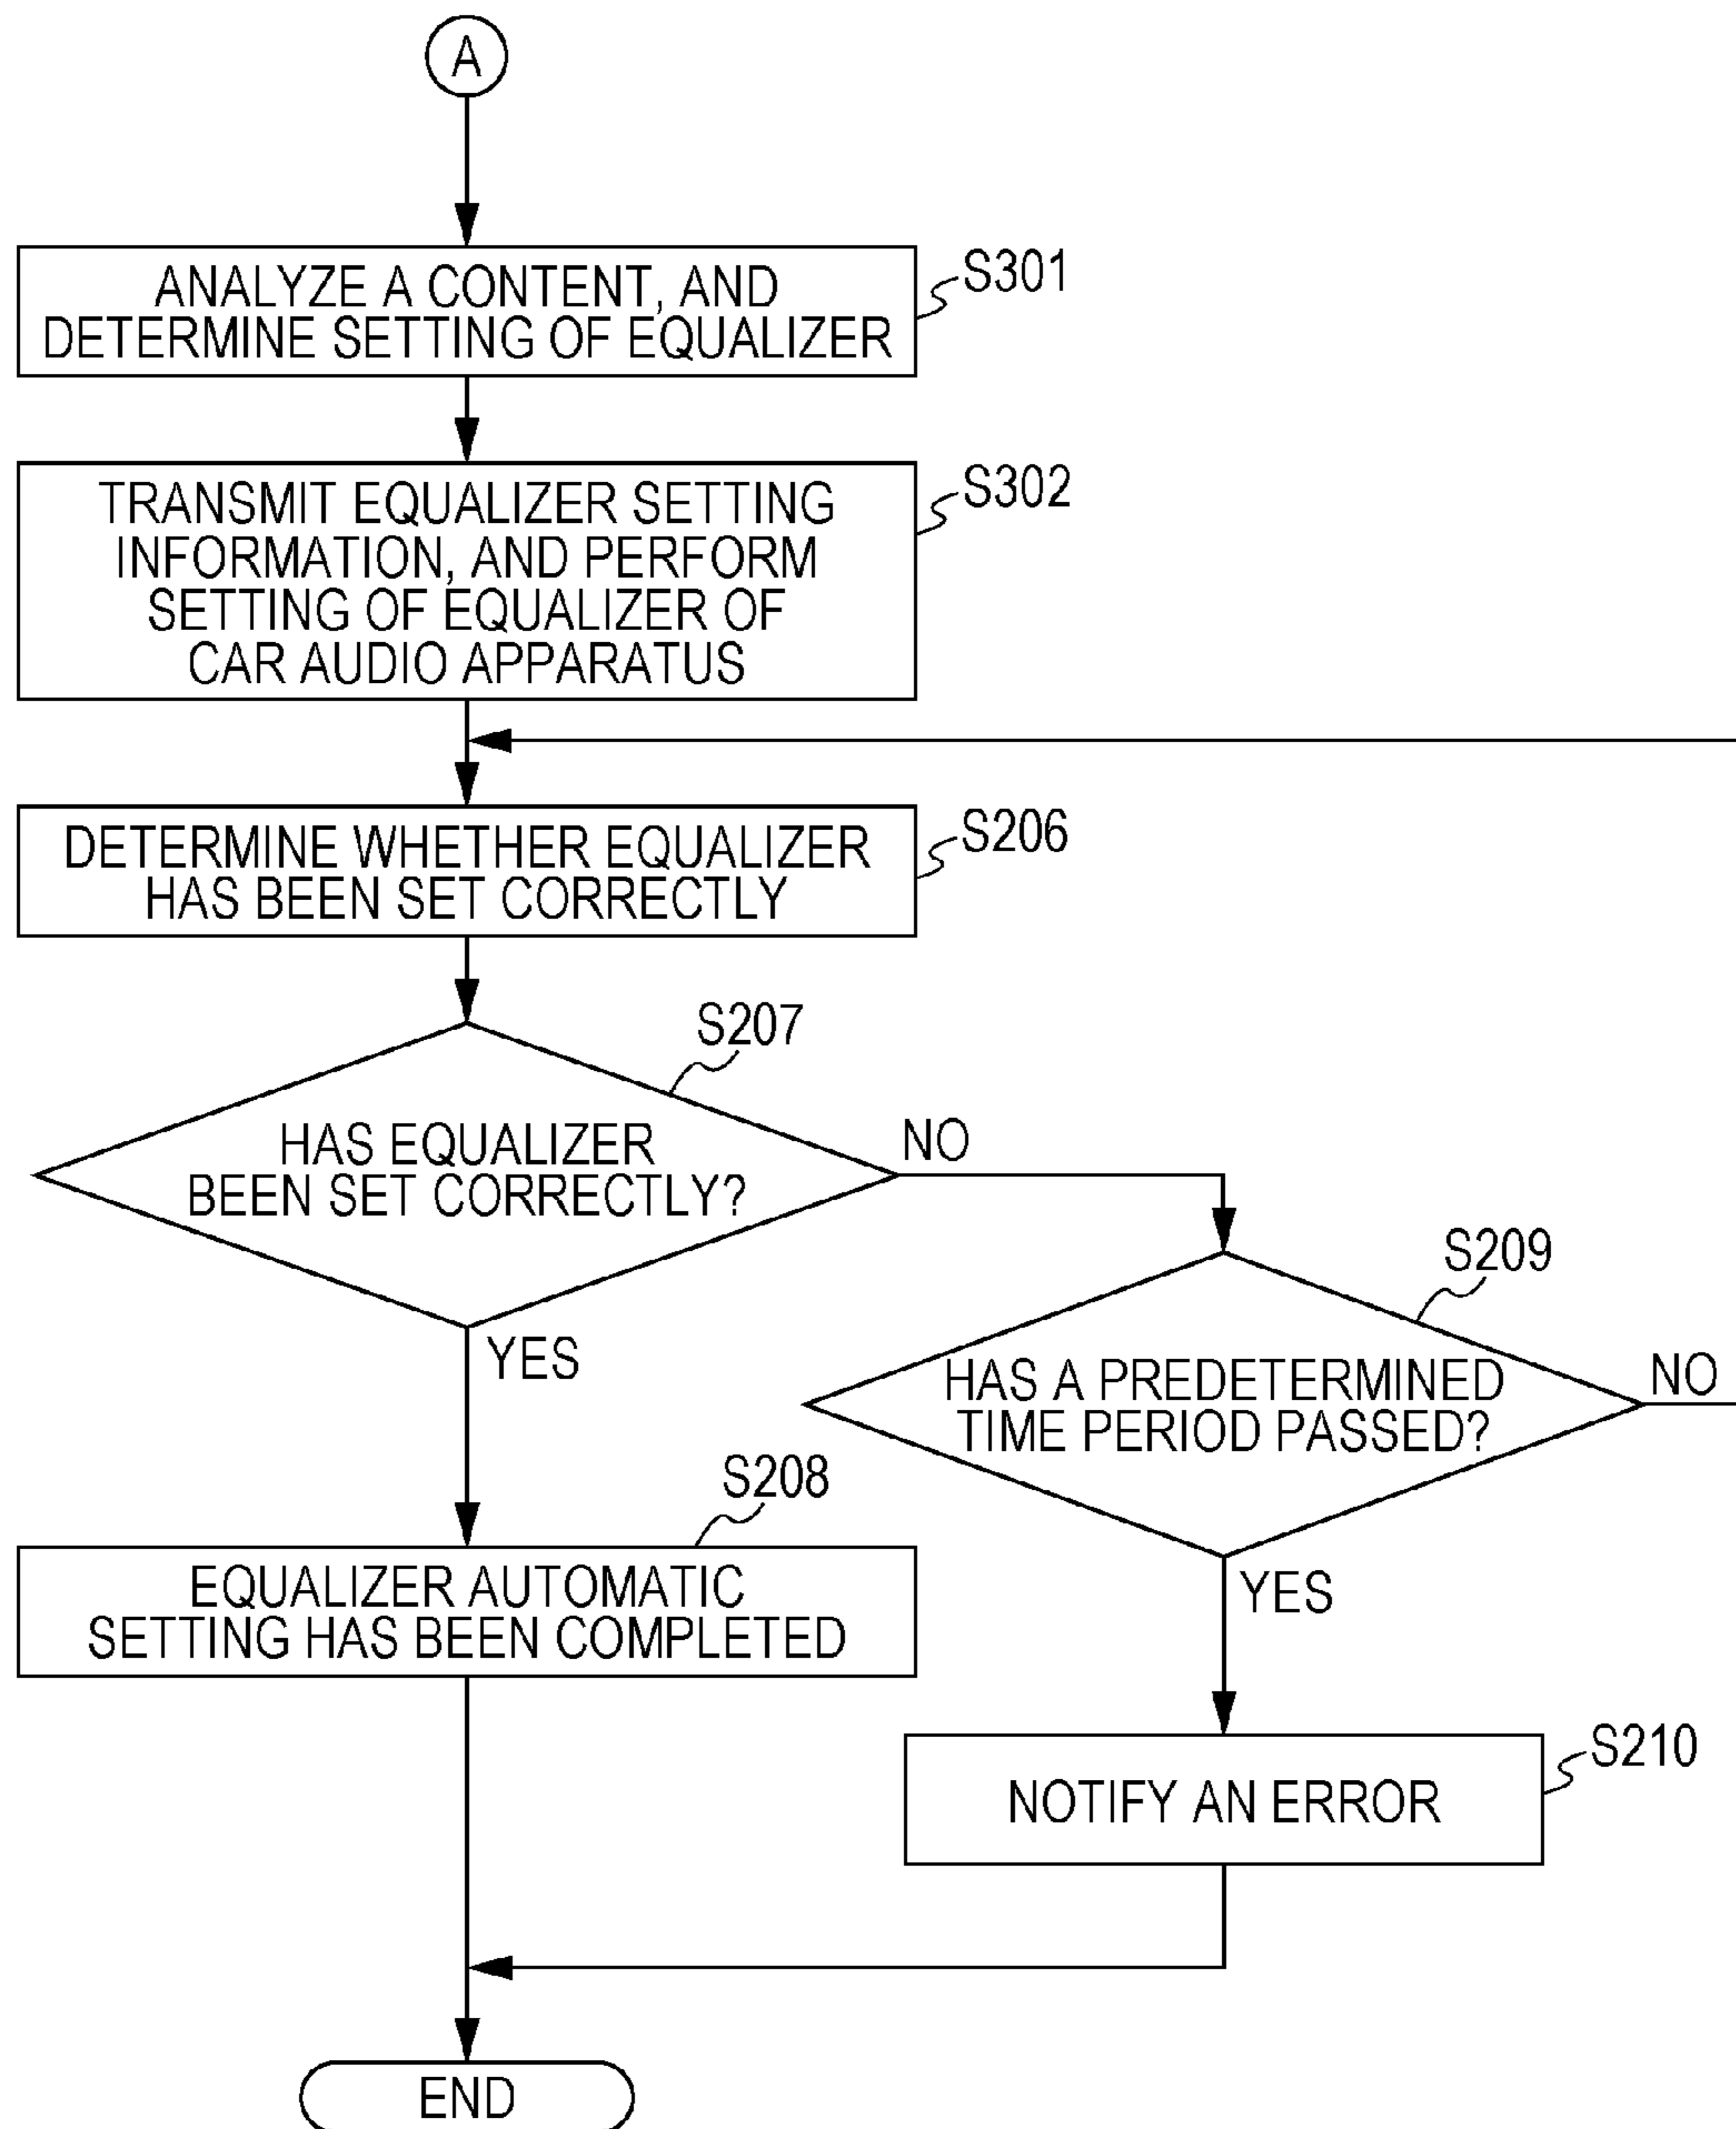 A
ANALYZE A CONTENT, AND
DETERMINE SETTING OF EQUALIZER
S301
TRANSMIT EQUALIZER SETTING
INFORMATION, AND PERFORM
SETTING OF EQUALIZER OF
CAR AUDIO APPARATUS
S302
DETERMINE WHETHER EQUALIZER
HAS BEEN SET CORRECTLY
S206
S207
HAS EQUALIZER
BEEN SET CORRECTLY?
NO
YES
S209
HAS A PREDETERMINED
TIME PERIOD PASSED?
NO
YES
S208
EQUALIZER AUTOMATIC
SETTING HAS BEEN COMPLETED
S210
NOTIFY AN ERROR
END